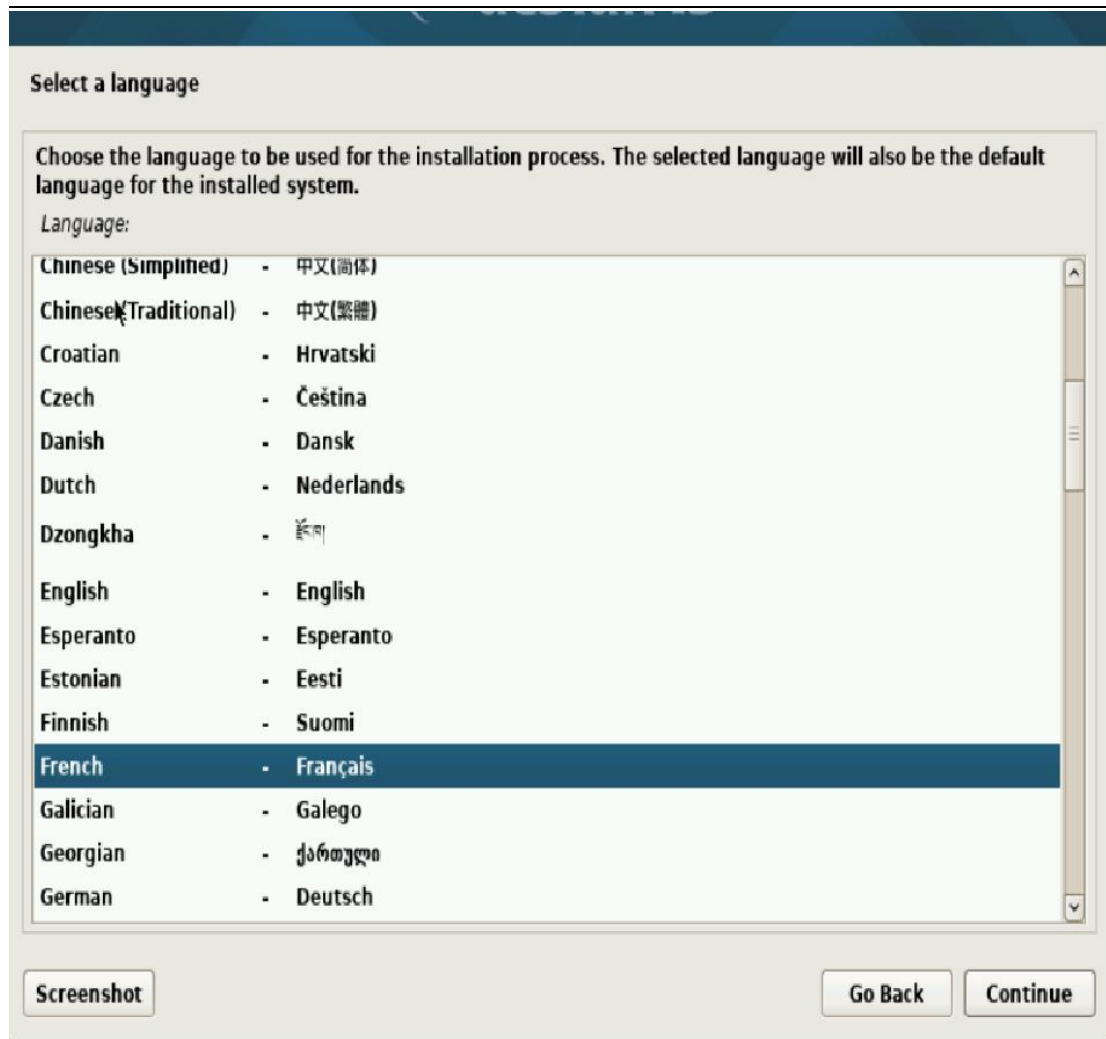 Select a language
Choose the language to be used for the installation process. The selected language will also be the default
language for the installed system.
Language:
Chinese (Simplified) - 中文(简体)
Chinese (Traditional) - 中文(繁體)
Croatian - Hrvatski
Czech - Čeština
Danish - Dansk
Dutch - Nederlands
Dzongkha - རྫོང་ཁ།
English - English
Esperanto - Esperanto
Estonian - Eesti
Finnish - Suomi
French - Français
Galician - Galego
Georgian - ქართული
German - Deutsch
Screenshot Go Back Continue